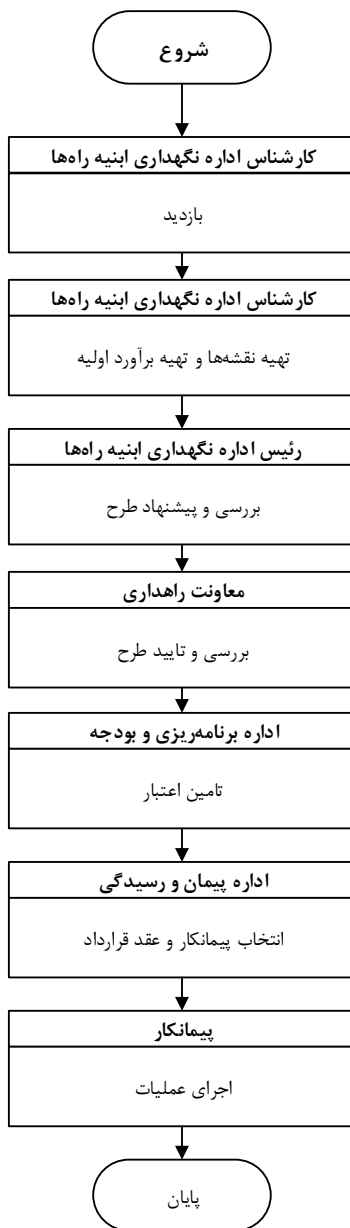 شروع
کارشناس اداره نگهداری ابنیه راه‌ها
بازدید
کارشناس اداره نگهداری ابنیه راه‌ها
تهیه نقشه‌ها و تهیه برآورد اولیه
رئیس اداره نگهداری ابنیه راه‌ها
بررسی و پیشنهاد طرح
معاونت راهداری
بررسی و تایید طرح
اداره برنامه‌ریزی و بودجه
تامین اعتبار
اداره پیمان و رسیدگی
انتخاب پیمانکار و عقد قرارداد
پیمانکار
اجرای عملیات
پایان